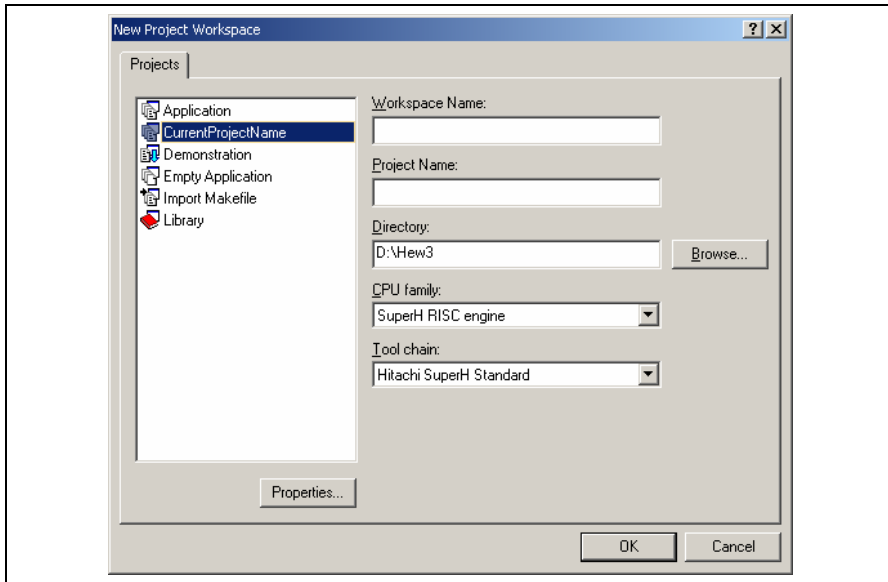 New Project Workspace
Projects
Application
CurrentProjectName
Demonstration
Empty Application
Import Makefile
Library
Properties...
Workspace Name:
Project Name:
Directory:
D:\Hew3
Browse...
CPU family:
SuperH RISC engine
Tool chain:
Hitachi SuperH Standard
OK
Cancel